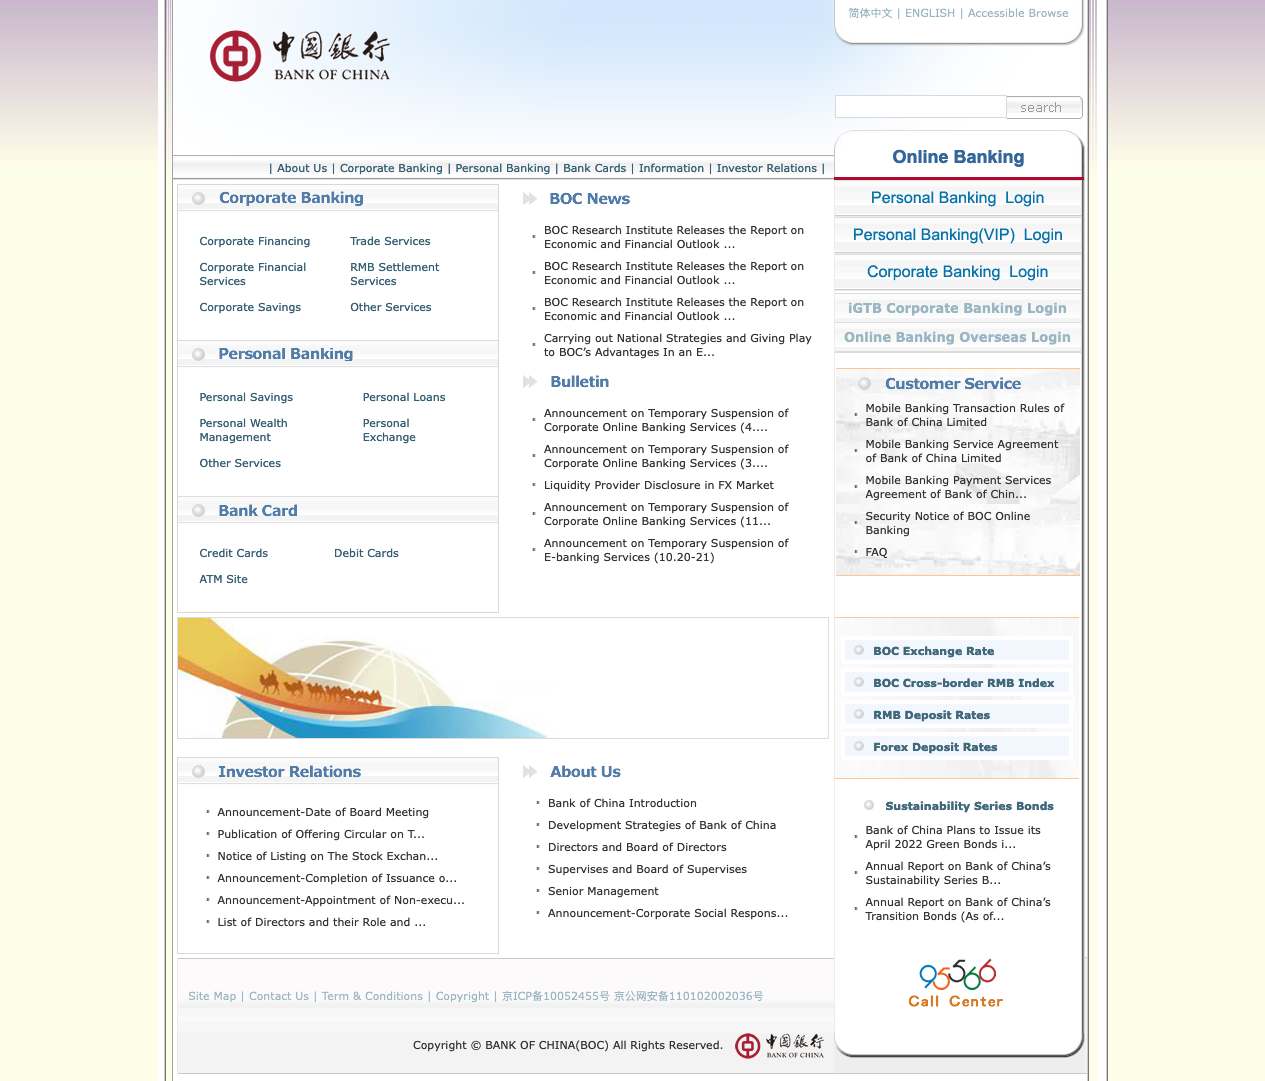 简体中文 | ENGLISH | Accessible Browse
中国銀行
BANK OF CHINA
search
| About Us | Corporate Banking | Personal Banking | Bank Cards | Information | Investor Relations |
Online Banking
Personal Banking Login
Personal Banking(VIP) Login
Corporate Banking Login
iGTB Corporate Banking Login
Online Banking Overseas Login
Corporate Banking
Corporate Financing
Trade Services
Corporate Financial
Services
RMB Settlement
Services
Corporate Savings
Other Services
Personal Banking
Personal Savings
Personal Loans
Personal Wealth
Management
Personal
Exchange
Other Services
Bank Card
Credit Cards
Debit Cards
ATM Site
BOC News
BOC Research Institute Releases the Report on
Economic and Financial Outlook ...
BOC Research Institute Releases the Report on
Economic and Financial Outlook ...
BOC Research Institute Releases the Report on
Economic and Financial Outlook ...
Carrying out National Strategies and Giving Play
to BOC's Advantages In an E...
Bulletin
Announcement on Temporary Suspension of
Corporate Online Banking Services (4....
Announcement on Temporary Suspension of
Corporate Online Banking Services (3....
Liquidity Provider Disclosure in FX Market
Announcement on Temporary Suspension of
Corporate Online Banking Services (11...
Announcement on Temporary Suspension of
E-banking Services (10.20-21)
Customer Service
Mobile Banking Transaction Rules of
Bank of China Limited
Mobile Banking Service Agreement
of Bank of China Limited
Mobile Banking Payment Services
Agreement of Bank of Chin...
Security Notice of BOC Online
Banking
FAQ
BOC Exchange Rate
BOC Cross-border RMB Index
RMB Deposit Rates
Forex Deposit Rates
Investor Relations
Announcement-Date of Board Meeting
Publication of Offering Circular on T...
Notice of Listing on The Stock Exchan...
Announcement-Completion of Issuance o...
Announcement-Appointment of Non-execu...
List of Directors and their Role and ...
About Us
Bank of China Introduction
Development Strategies of Bank of China
Directors and Board of Directors
Supervises and Board of Supervises
Senior Management
Announcement-Corporate Social Respons...
Sustainability Series Bonds
Bank of China Plans to Issue its
April 2022 Green Bonds i...
Annual Report on Bank of China's
Sustainability Series B...
Annual Report on Bank of China's
Transition Bonds (As of...
95566
Call Center
Site Map | Contact Us | Term & Conditions | Copyright | 京ICP备10052455号 京公网安备110102002036号
Copyright © BANK OF CHINA(BOC) All Rights Reserved.
中国銀行
BANK OF CHINA